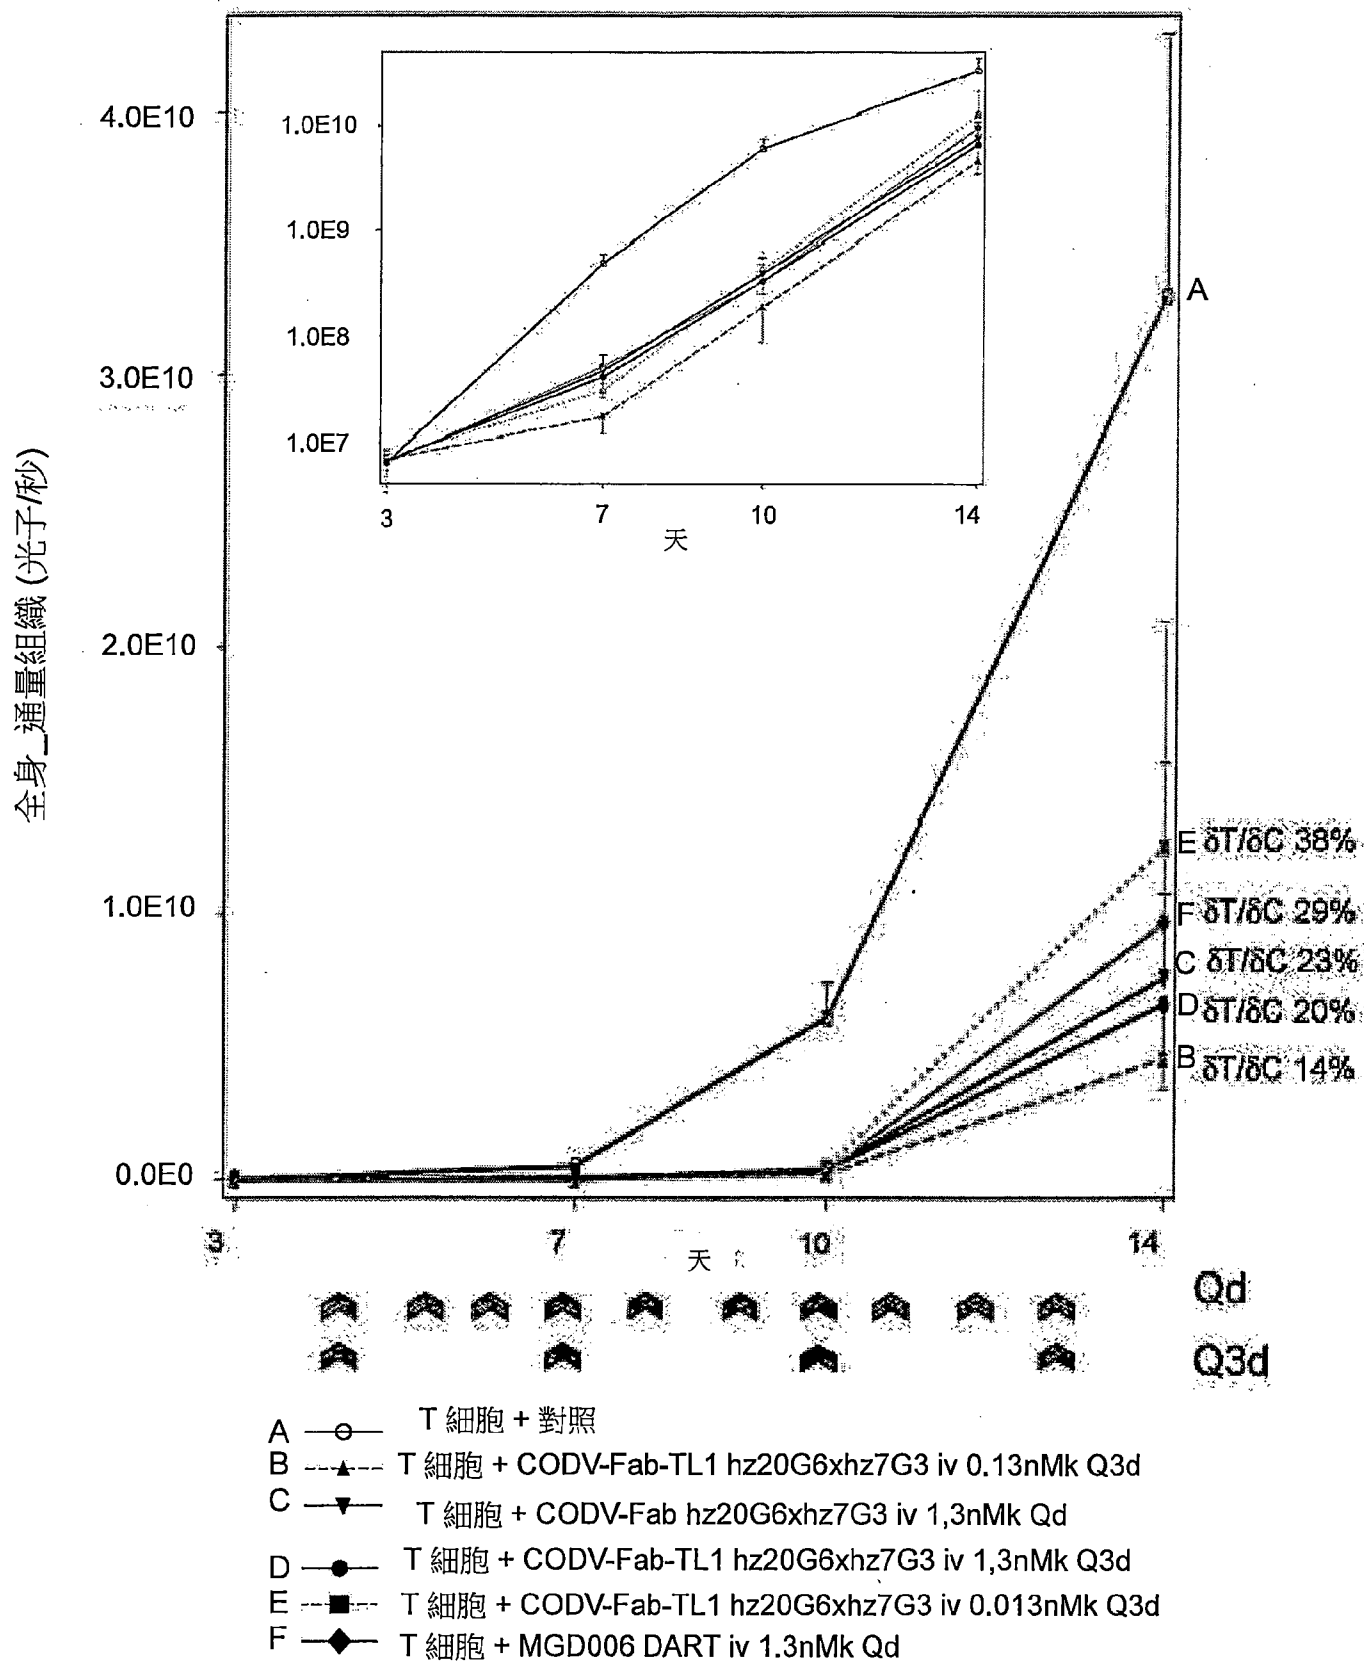 4.0E10
3.0E10
2.0E10
1.0E10
0.0E0
全身_通量組織 (光子/秒)
1.0E10
1.0E9
1.0E8
1.0E7
3 7 10 14
天
A
E δT/δC 38%
F δT/δC 29%
C δT/δC 23%
D δT/δC 20%
B δT/δC 14%
3 7 10 14
天
Qd
Q3d
A T 細胞 + 對照
B T 細胞 + CODV-Fab-TL1 hz20G6xhz7G3 iv 0.13nMk Q3d
C T 細胞 + CODV-Fab hz20G6xhz7G3 iv 1,3nMk Qd
D T 細胞 + CODV-Fab-TL1 hz20G6xhz7G3 iv 1,3nMk Q3d
E T 細胞 + CODV-Fab-TL1 hz20G6xhz7G3 iv 0.013nMk Q3d
F T 細胞 + MGD006 DART iv 1.3nMk Qd